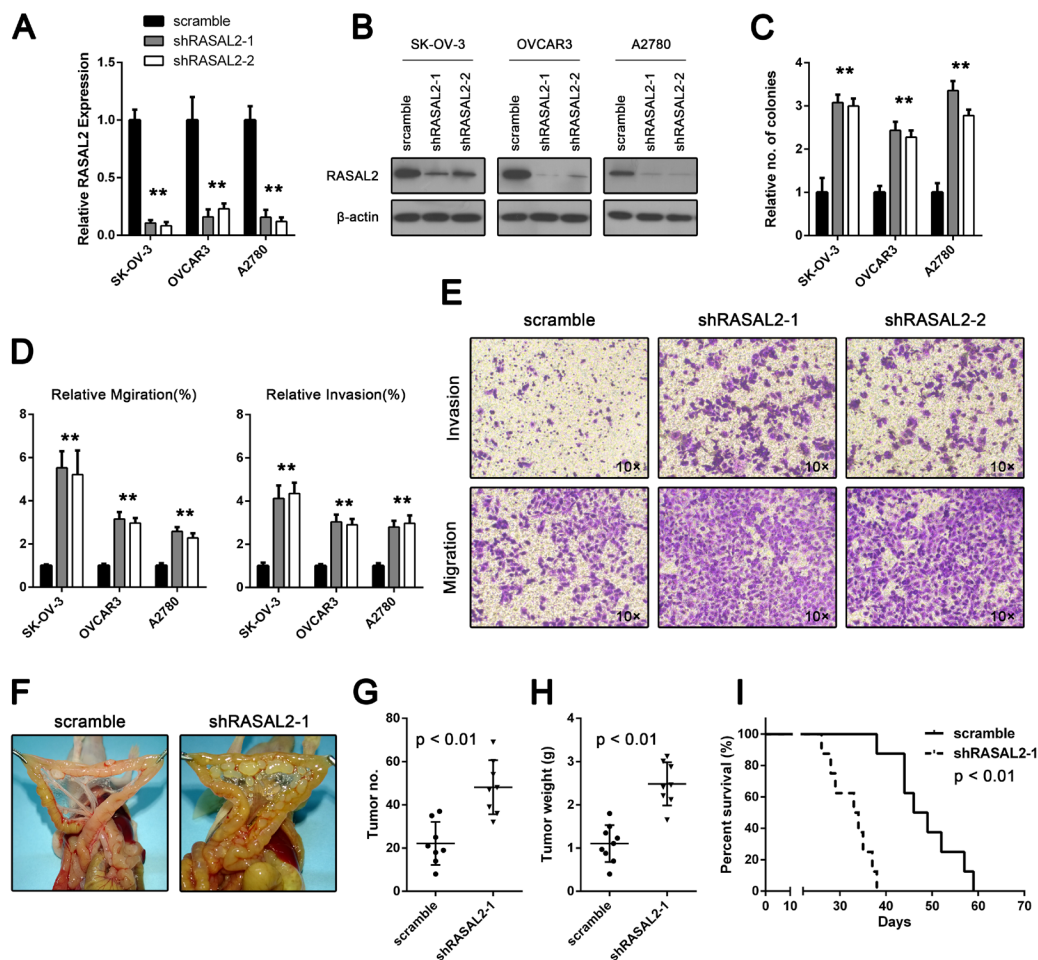 A
scramble
shRASAL2-1
shRASAL2-2
Relative RASAL2 Expression
1.5
1.0
0.5
0.0
**
**
**
SK-OV-3
OVCAR3
A2780
B
SK-OV-3
OVCAR3
A2780
srcamble
shRASAL2-1
shRASAL2-2
scramble
shRASAL2-1
shRASAL2-2
scramble
shRASAL2-1
shRASAL2-2
RASAL2
β-actin
C
Relative no. of colonies
4
3
2
1
0
**
**
**
SK-OV-3
OVCAR3
A2780
D
Relative Mgiration(%)
8
6
4
2
0
**
**
**
SK-OV-3
OVCAR3
A2780
Relative Invasion(%)
8
6
4
2
0
**
**
**
SK-OV-3
OVCAR3
A2780
E
scramble
shRASAL2-1
shRASAL2-2
Invasion
10×
10×
10×
Migration
10×
10×
10×
F
scramble
shRASAL2-1
G
Tumor no.
80
60
40
20
0
p < 0.01
scramble
shRASAL2-1
H
Tumor weight (g)
4
3
2
1
0
p < 0.01
scramble
shRASAL2-1
I
Percent survival (%)
100
80
60
40
20
0
scramble
shRASAL2-1
p < 0.01
0 10 30 40 50 60 70
Days